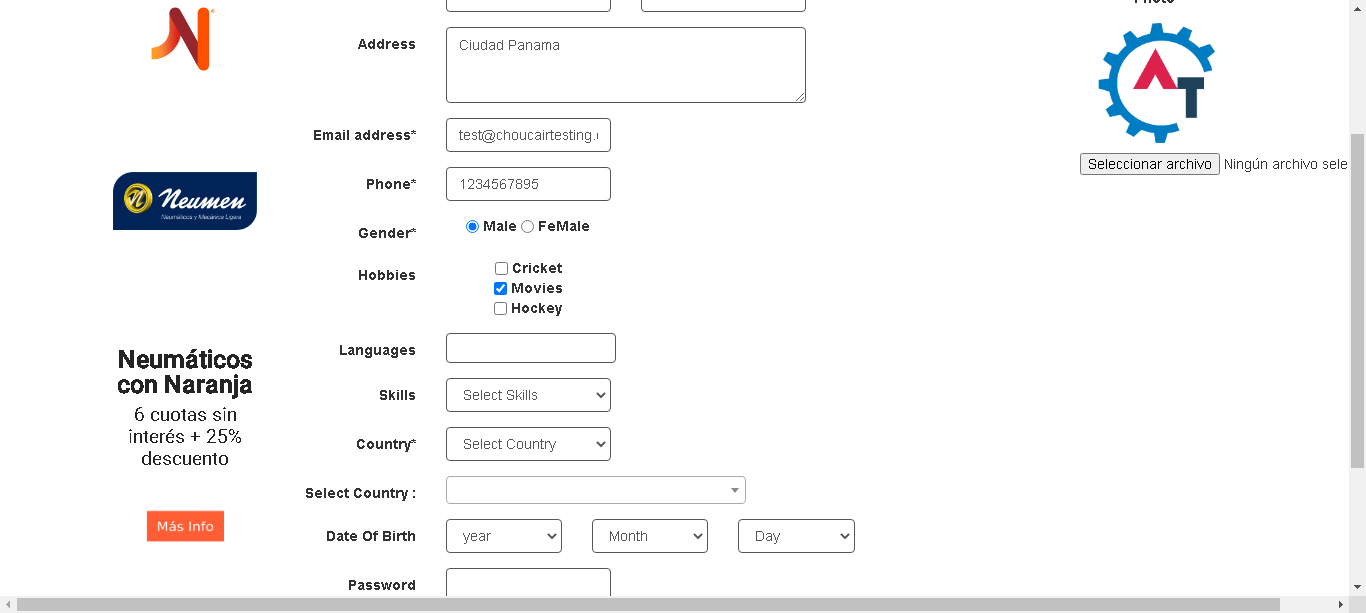 Photo
Address
Ciudad Panama
Email address*
test@choucairtesting.
Phone*
1234567895
Gender*
Male
FeMale
Hobbies
Cricket
Movies
Hockey
Languages
Skills
Select Skills
Country*
Select Country
Select Country :
Date Of Birth
year
Month
Day
Password
AT
Seleccionar archivo
Ningún archivo sele
N
Neumen
Neumáticos y Mecánica Ligera
Neumáticos
con Naranja
6 cuotas sin
interés + 25%
descuento
Más Info